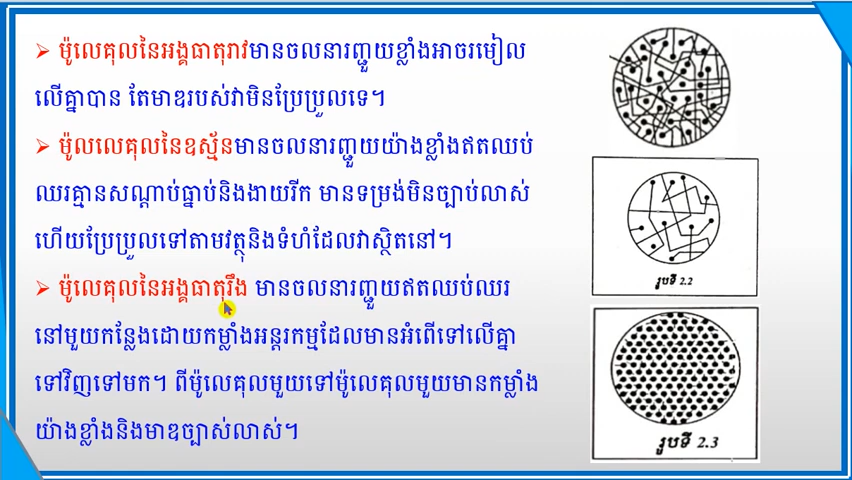 ➢ ម៉ូលេគុលនៃអង្គធាតុរាវមានចលនារញ្ជួយខ្លាំងអាចរមៀល
លើគ្នាបាន តែមាឌរបស់វាមិនប្រែប្រួលទេ។
➢ ម៉ូលលេគុលនៃឧស្ម័នមានចលនារញ្ជួយយ៉ាងខ្លាំងឥតឈប់
ឈរគ្មានសណ្ដាប់ធ្នាប់និងងាយរីក មានទម្រង់មិនច្បាប់លាស់
ហើយប្រែប្រួលទៅតាមវត្ថុនិងទំហំដែលវាស្ថិតនៅ។
➢ ម៉ូលេគុលនៃអង្គធាតុរឹង មានចលនារញ្ជួយឥតឈប់ឈរ
នៅមួយកន្លែងដោយកម្លាំងអន្តរកម្មដែលមានអំពើទៅលើគ្នា
ទៅវិញទៅមក។ ពីម៉ូលេគុលមួយទៅម៉ូលេគុលមួយមានកម្លាំង
យ៉ាងខ្លាំងនិងមាឌច្បាស់លាស់។
រូបទី 2.2
រូបទី 2.3